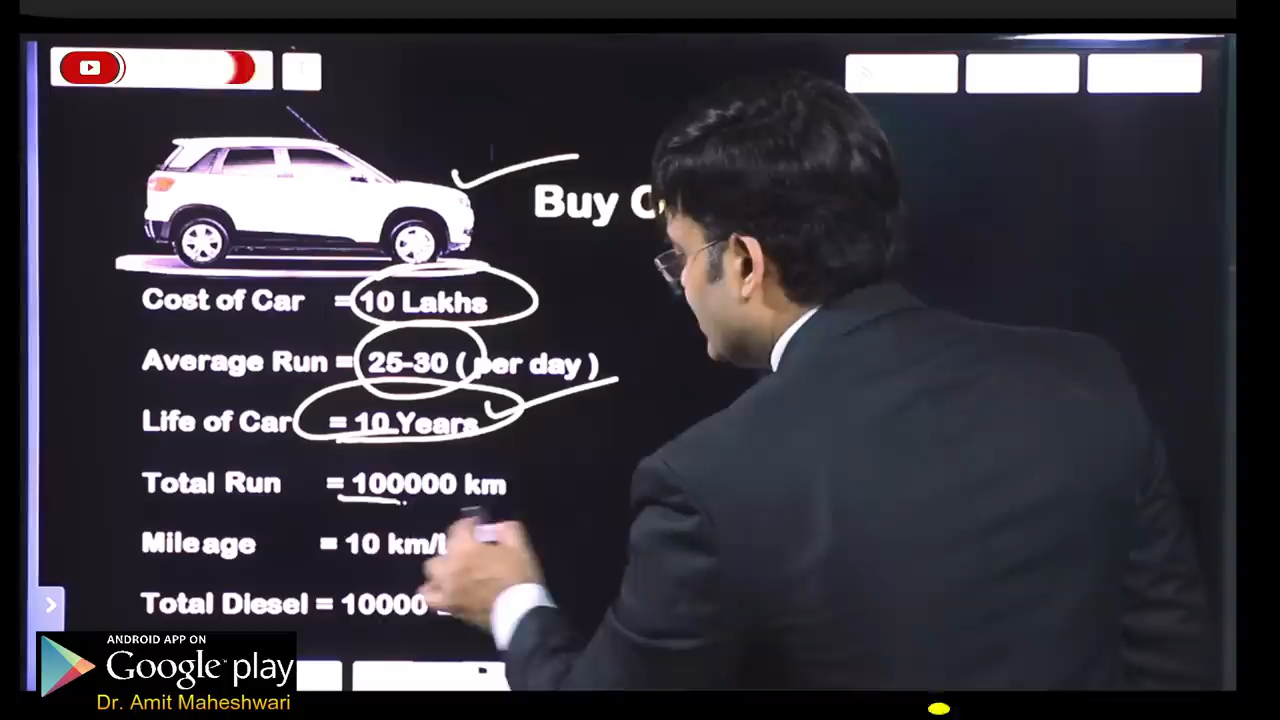 Buy
Cost of Car = 10 Lakhs
Average Run = 25-30 ( per day )
Life of Car = 10 Years
Total Run = 100000 km
Mileage = 10 km/
Total Diesel = 10000
ANDROID APP ON
Google play
Dr. Amit Maheshwari